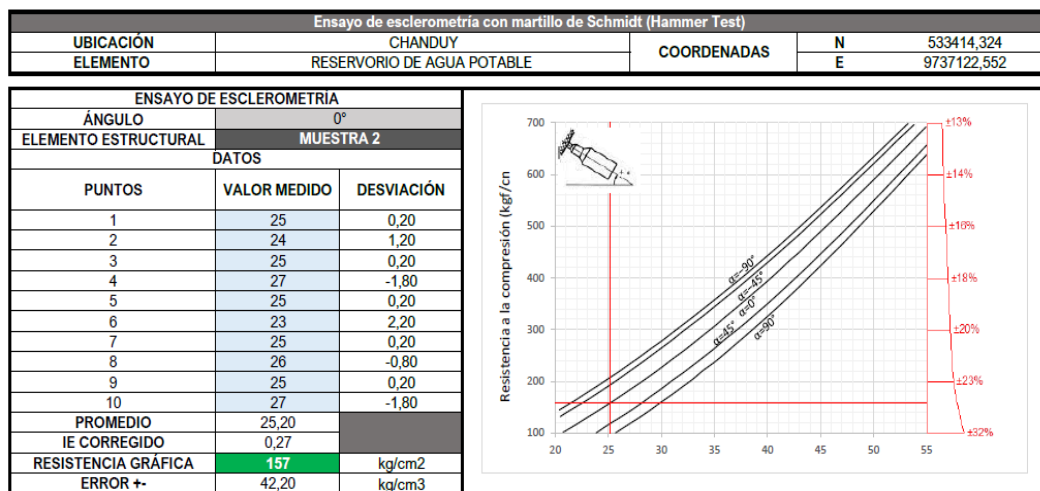 Ensayo de esclerometría con martillo de Schmidt (Hammer Test)
UBICACIÓN CHANDUY COORDENADAS N 533414,324
ELEMENTO RESERVORIO DE AGUA POTABLE E 9737122,552
ENSAYO DE ESCLEROMETRÍA
ÁNGULO 0°
ELEMENTO ESTRUCTURAL MUESTRA 2
DATOS
PUNTOS VALOR MEDIDO DESVIACIÓN
1 25 0,20
2 24 1,20
3 25 0,20
4 27 -1,80
5 25 0,20
6 23 2,20
7 25 0,20
8 26 -0,80
9 25 0,20
10 27 -1,80
PROMEDIO 25,20
IE CORREGIDO 0,27
RESISTENCIA GRÁFICA 157 kg/cm2
ERROR +- 42,20 kg/cm3
Resistencia a la compresión (kgf/cn
700
600
500
400
300
200
100
20 25 30 35 40 45 50 55
α=-90°
α=-45°
α=0°
α=45°
α=90°
±13%
±14%
±16%
±18%
±20%
±23%
±32%